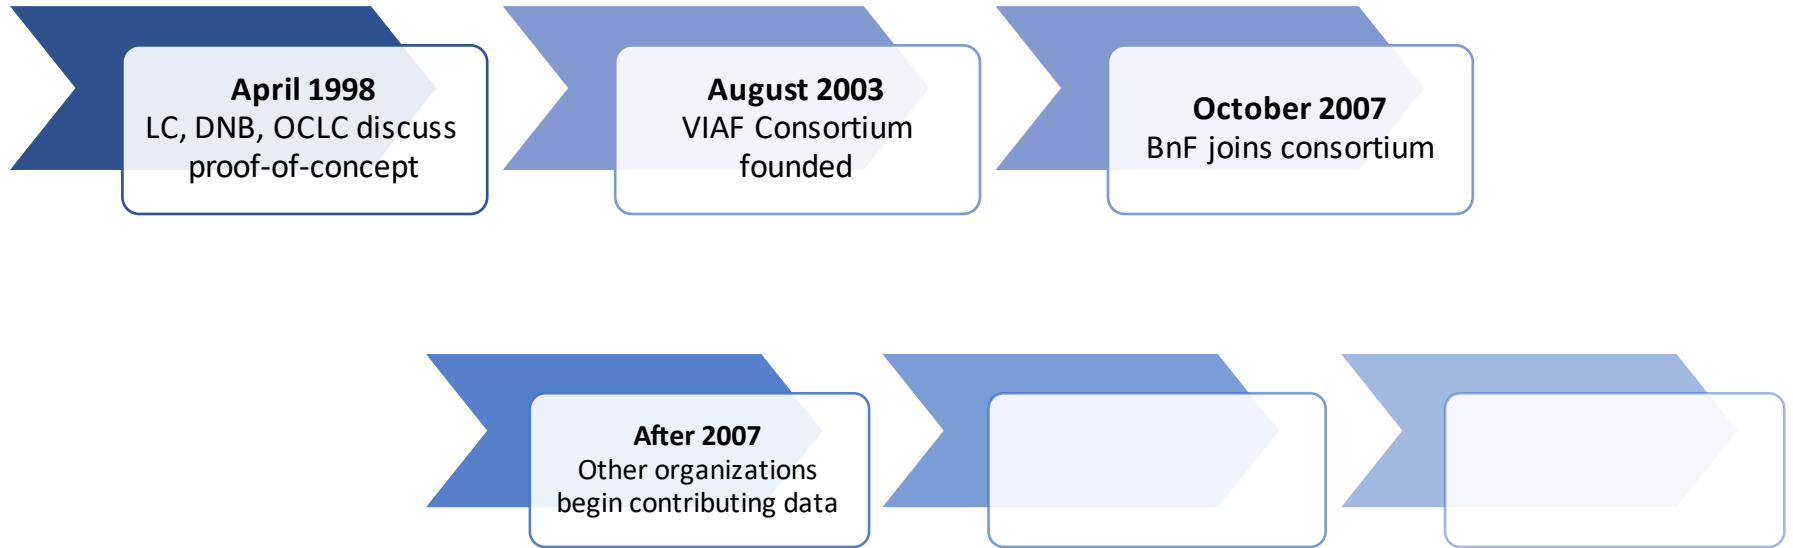 April 1998
LC, DNB, OCLC discuss
proof-of-concept
August 2003
VIAF Consortium
founded
October 2007
BnF joins consortium
After 2007
Other organizations
begin contributing data